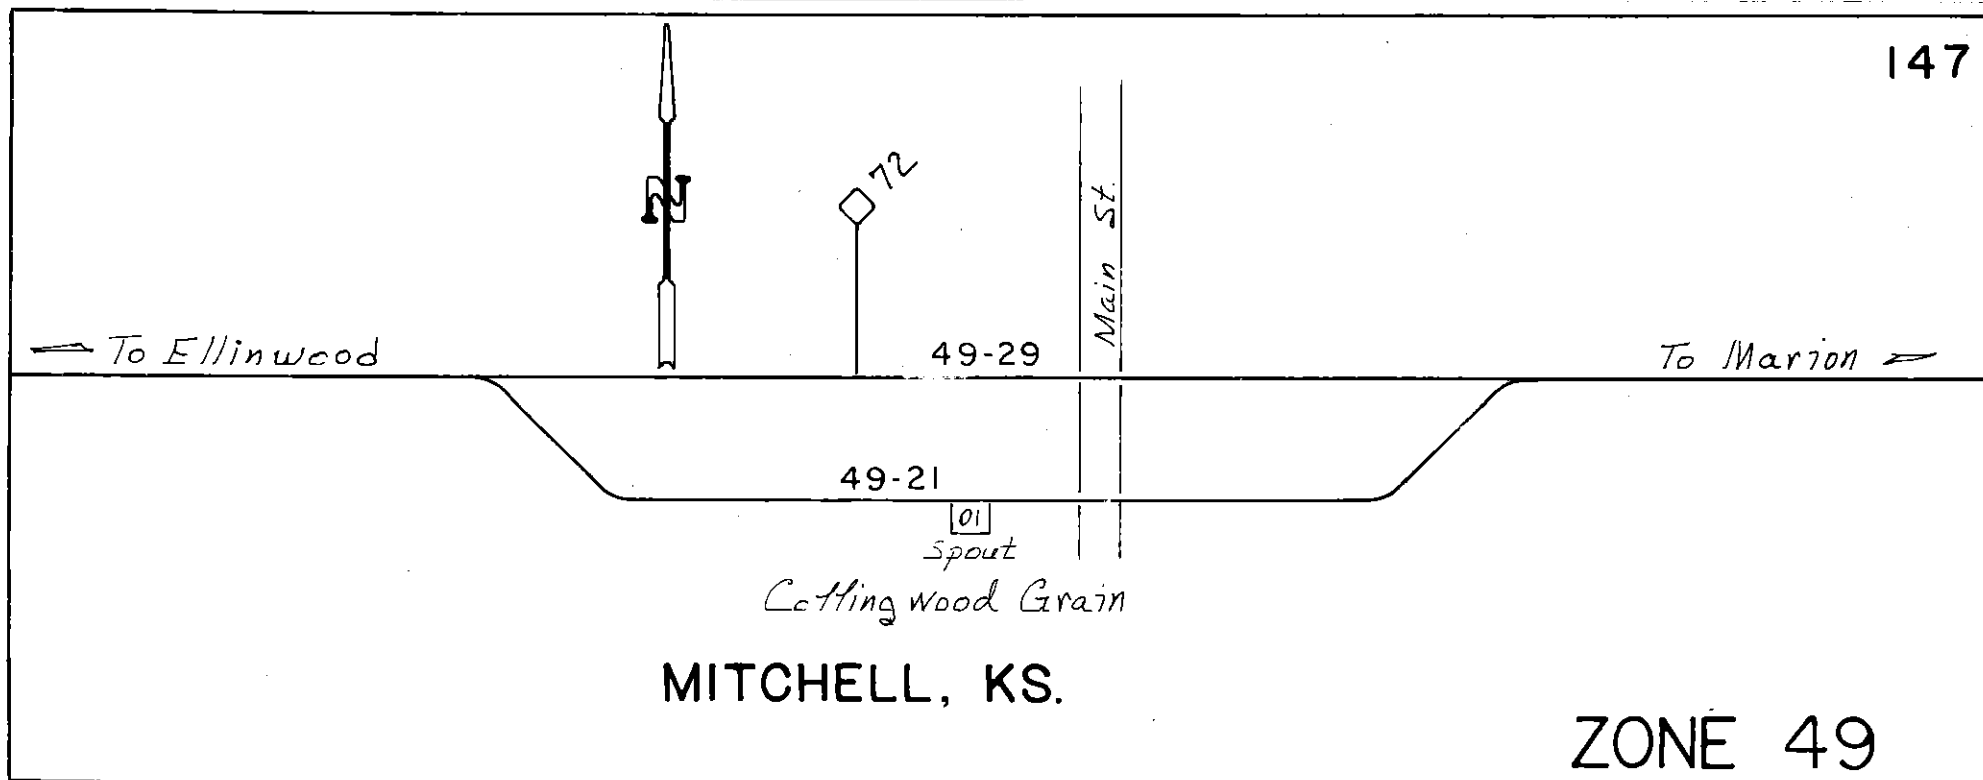 147
N
72
Main St.
To Ellinwood
49-29
To Marion
49-21
01
Spout
Collingwood Grain
MITCHELL, KS.
ZONE 49